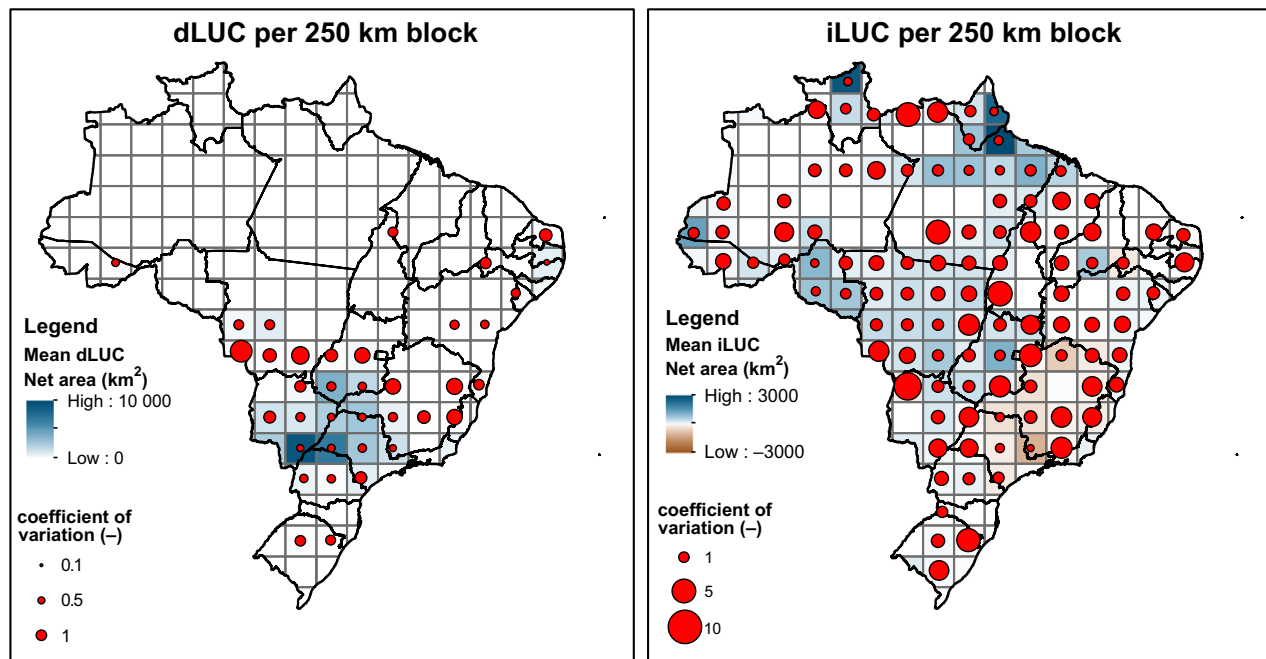 dLUC per 250 km block
Legend
Mean dLUC
Net area (km²)
High : 10 000
Low : 0
coefficient of
variation (–)
0.1
0.5
1
iLUC per 250 km block
Legend
Mean iLUC
Net area (km²)
High : 3000
Low : –3000
coefficient of
variation (–)
1
5
10